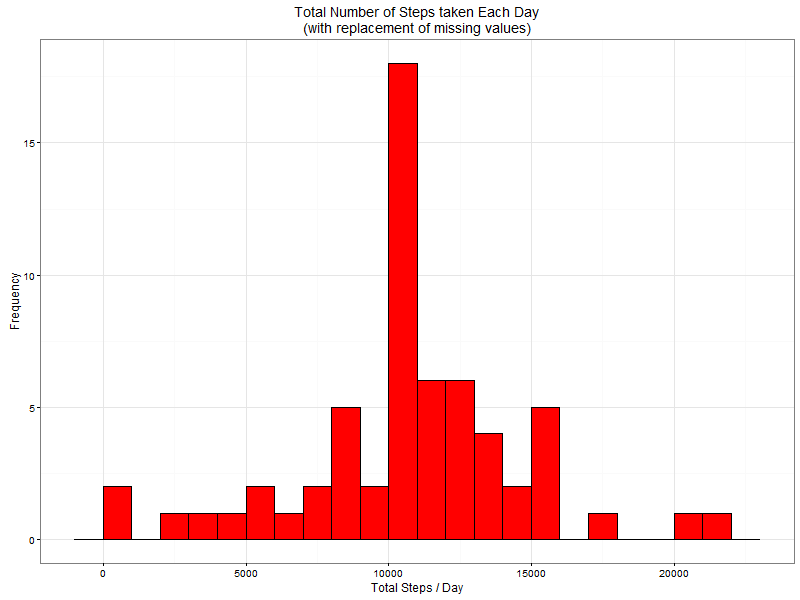 Total Number of Steps taken Each Day
(with replacement of missing values)
Frequency
15
10
5
0
0 5000 10000 15000 20000
Total Steps / Day